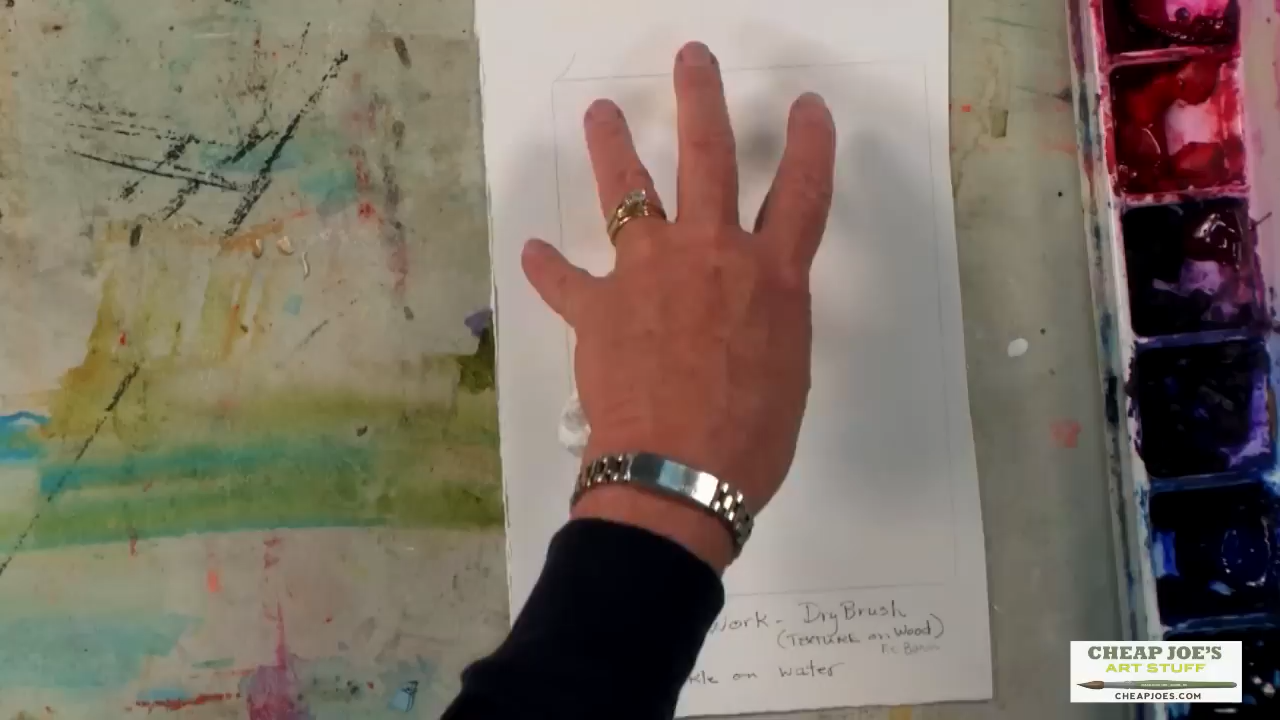 Work - Dry Brush
(Texture on Wood)
kle on water
CHEAP JOE'S
ART STUFF
CHEAPJOES.COM